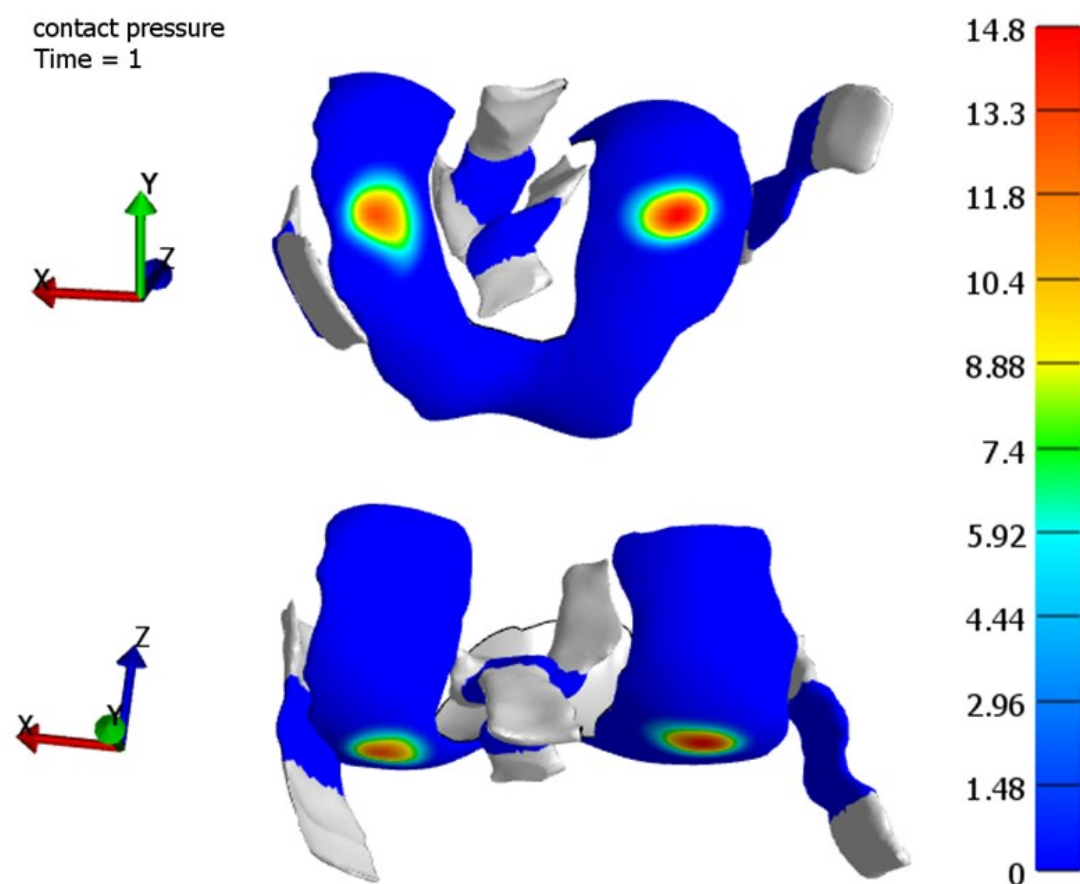 contact pressure
Time = 1
14.8
13.3
11.8
10.4
8.88
7.4
5.92
4.44
2.96
1.48
0
Y
Z
X
Z
Y
X